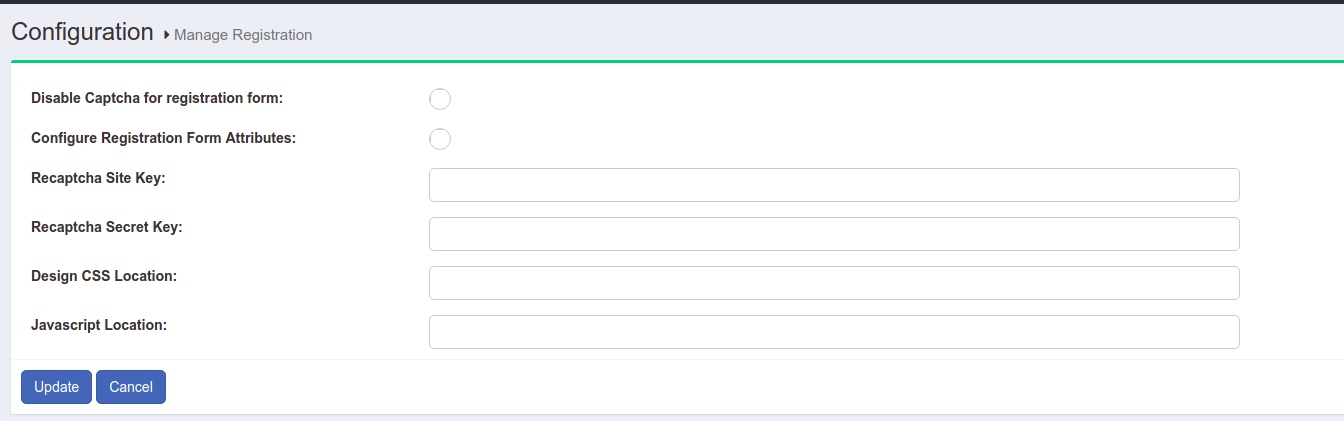 Configuration Manage Registration
Disable Captcha for registration form:
Configure Registration Form Attributes:
Recaptcha Site Key:
Recaptcha Secret Key:
Design CSS Location:
Javascript Location:
Update Cancel